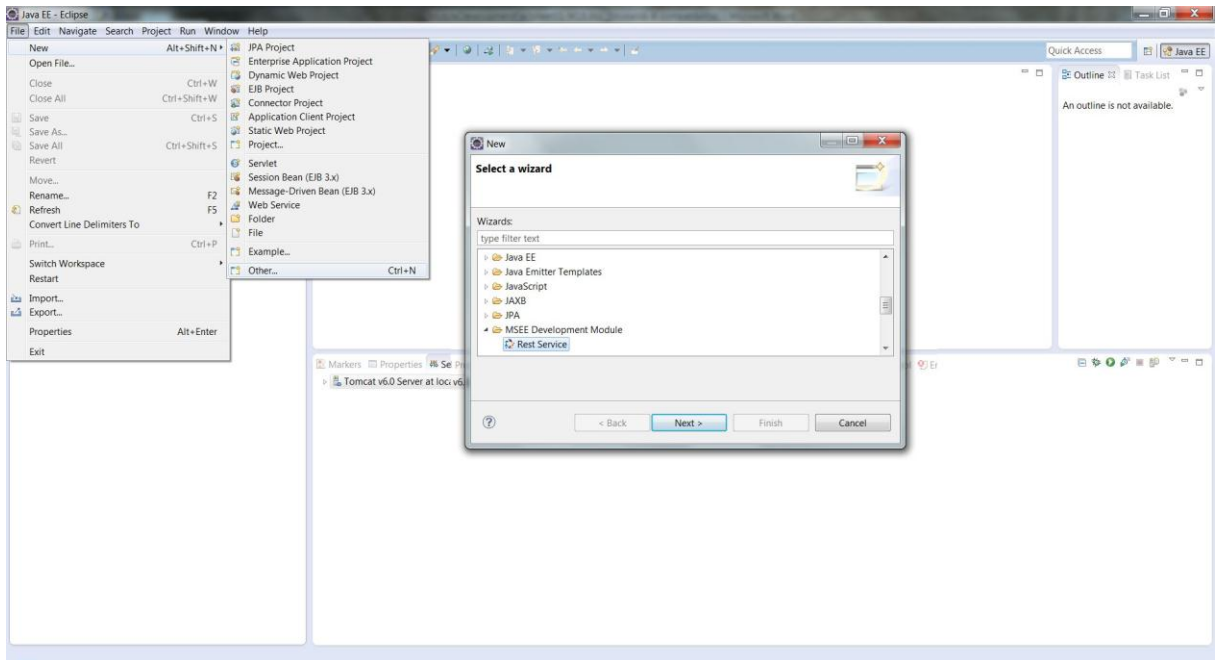 Java EE - Eclipse
File Edit Navigate Search Project Run Window Help
New Alt+Shift+N
Open File...
Close Ctrl+W
Close All Ctrl+Shift+W
Save Ctrl+S
Save As...
Save All Ctrl+Shift+S
Revert
Move...
Rename... F2
Refresh F5
Convert Line Delimiters To
Print... Ctrl+P
Switch Workspace
Restart
Import...
Export...
Properties Alt+Enter
Exit
JPA Project
Enterprise Application Project
Dynamic Web Project
EJB Project
Connector Project
Application Client Project
Static Web Project
Project...
Servlet
Session Bean (EJB 3.x)
Message-Driven Bean (EJB 3.x)
Web Service
Folder
File
Example...
Other... Ctrl+N
Quick Access Java EE
Outline Task List
An outline is not available.
New
Select a wizard
Wizards:
type filter text
Java EE
Java Emitter Templates
JavaScript
JAXB
JPA
MSEE Development Module
Rest Service
< Back Next > Finish Cancel
Markers Properties Se
Tomcat v6.0 Server at loc